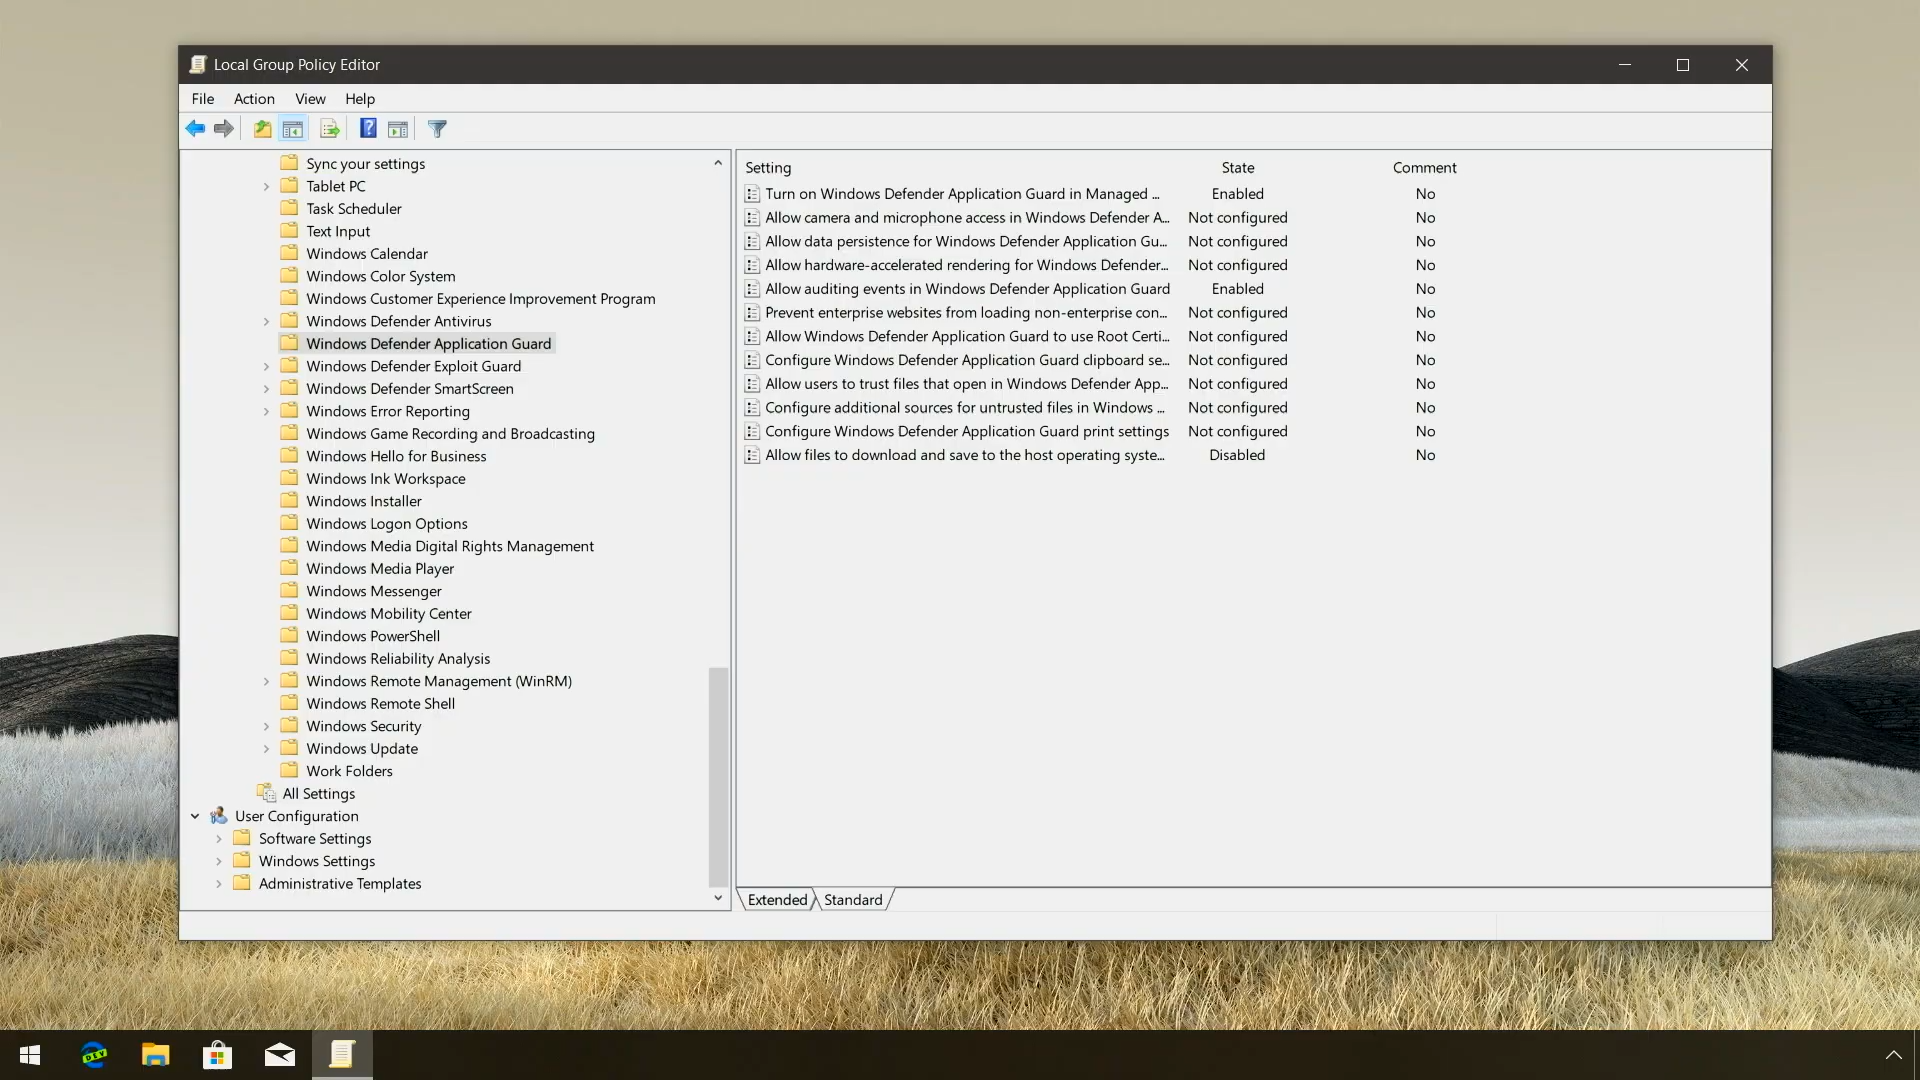 Local Group Policy Editor
File Action View Help
Sync your settings
Tablet PC
Task Scheduler
Text Input
Windows Calendar
Windows Color System
Windows Customer Experience Improvement Program
Windows Defender Antivirus
Windows Defender Application Guard
Windows Defender Exploit Guard
Windows Defender SmartScreen
Windows Error Reporting
Windows Game Recording and Broadcasting
Windows Hello for Business
Windows Ink Workspace
Windows Installer
Windows Logon Options
Windows Media Digital Rights Management
Windows Media Player
Windows Messenger
Windows Mobility Center
Windows PowerShell
Windows Reliability Analysis
Windows Remote Management (WinRM)
Windows Remote Shell
Windows Security
Windows Update
Work Folders
All Settings
User Configuration
Software Settings
Windows Settings
Administrative Templates
Setting State Comment
Turn on Windows Defender Application Guard in Managed ... Enabled No
Allow camera and microphone access in Windows Defender A... Not configured No
Allow data persistence for Windows Defender Application Gu... Not configured No
Allow hardware-accelerated rendering for Windows Defender... Not configured No
Allow auditing events in Windows Defender Application Guard Enabled No
Prevent enterprise websites from loading non-enterprise con... Not configured No
Allow Windows Defender Application Guard to use Root Certi... Not configured No
Configure Windows Defender Application Guard clipboard se... Not configured No
Allow users to trust files that open in Windows Defender App... Not configured No
Configure additional sources for untrusted files in Windows ... Not configured No
Configure Windows Defender Application Guard print settings Not configured No
Allow files to download and save to the host operating syste... Disabled No
Extended Standard
DEV